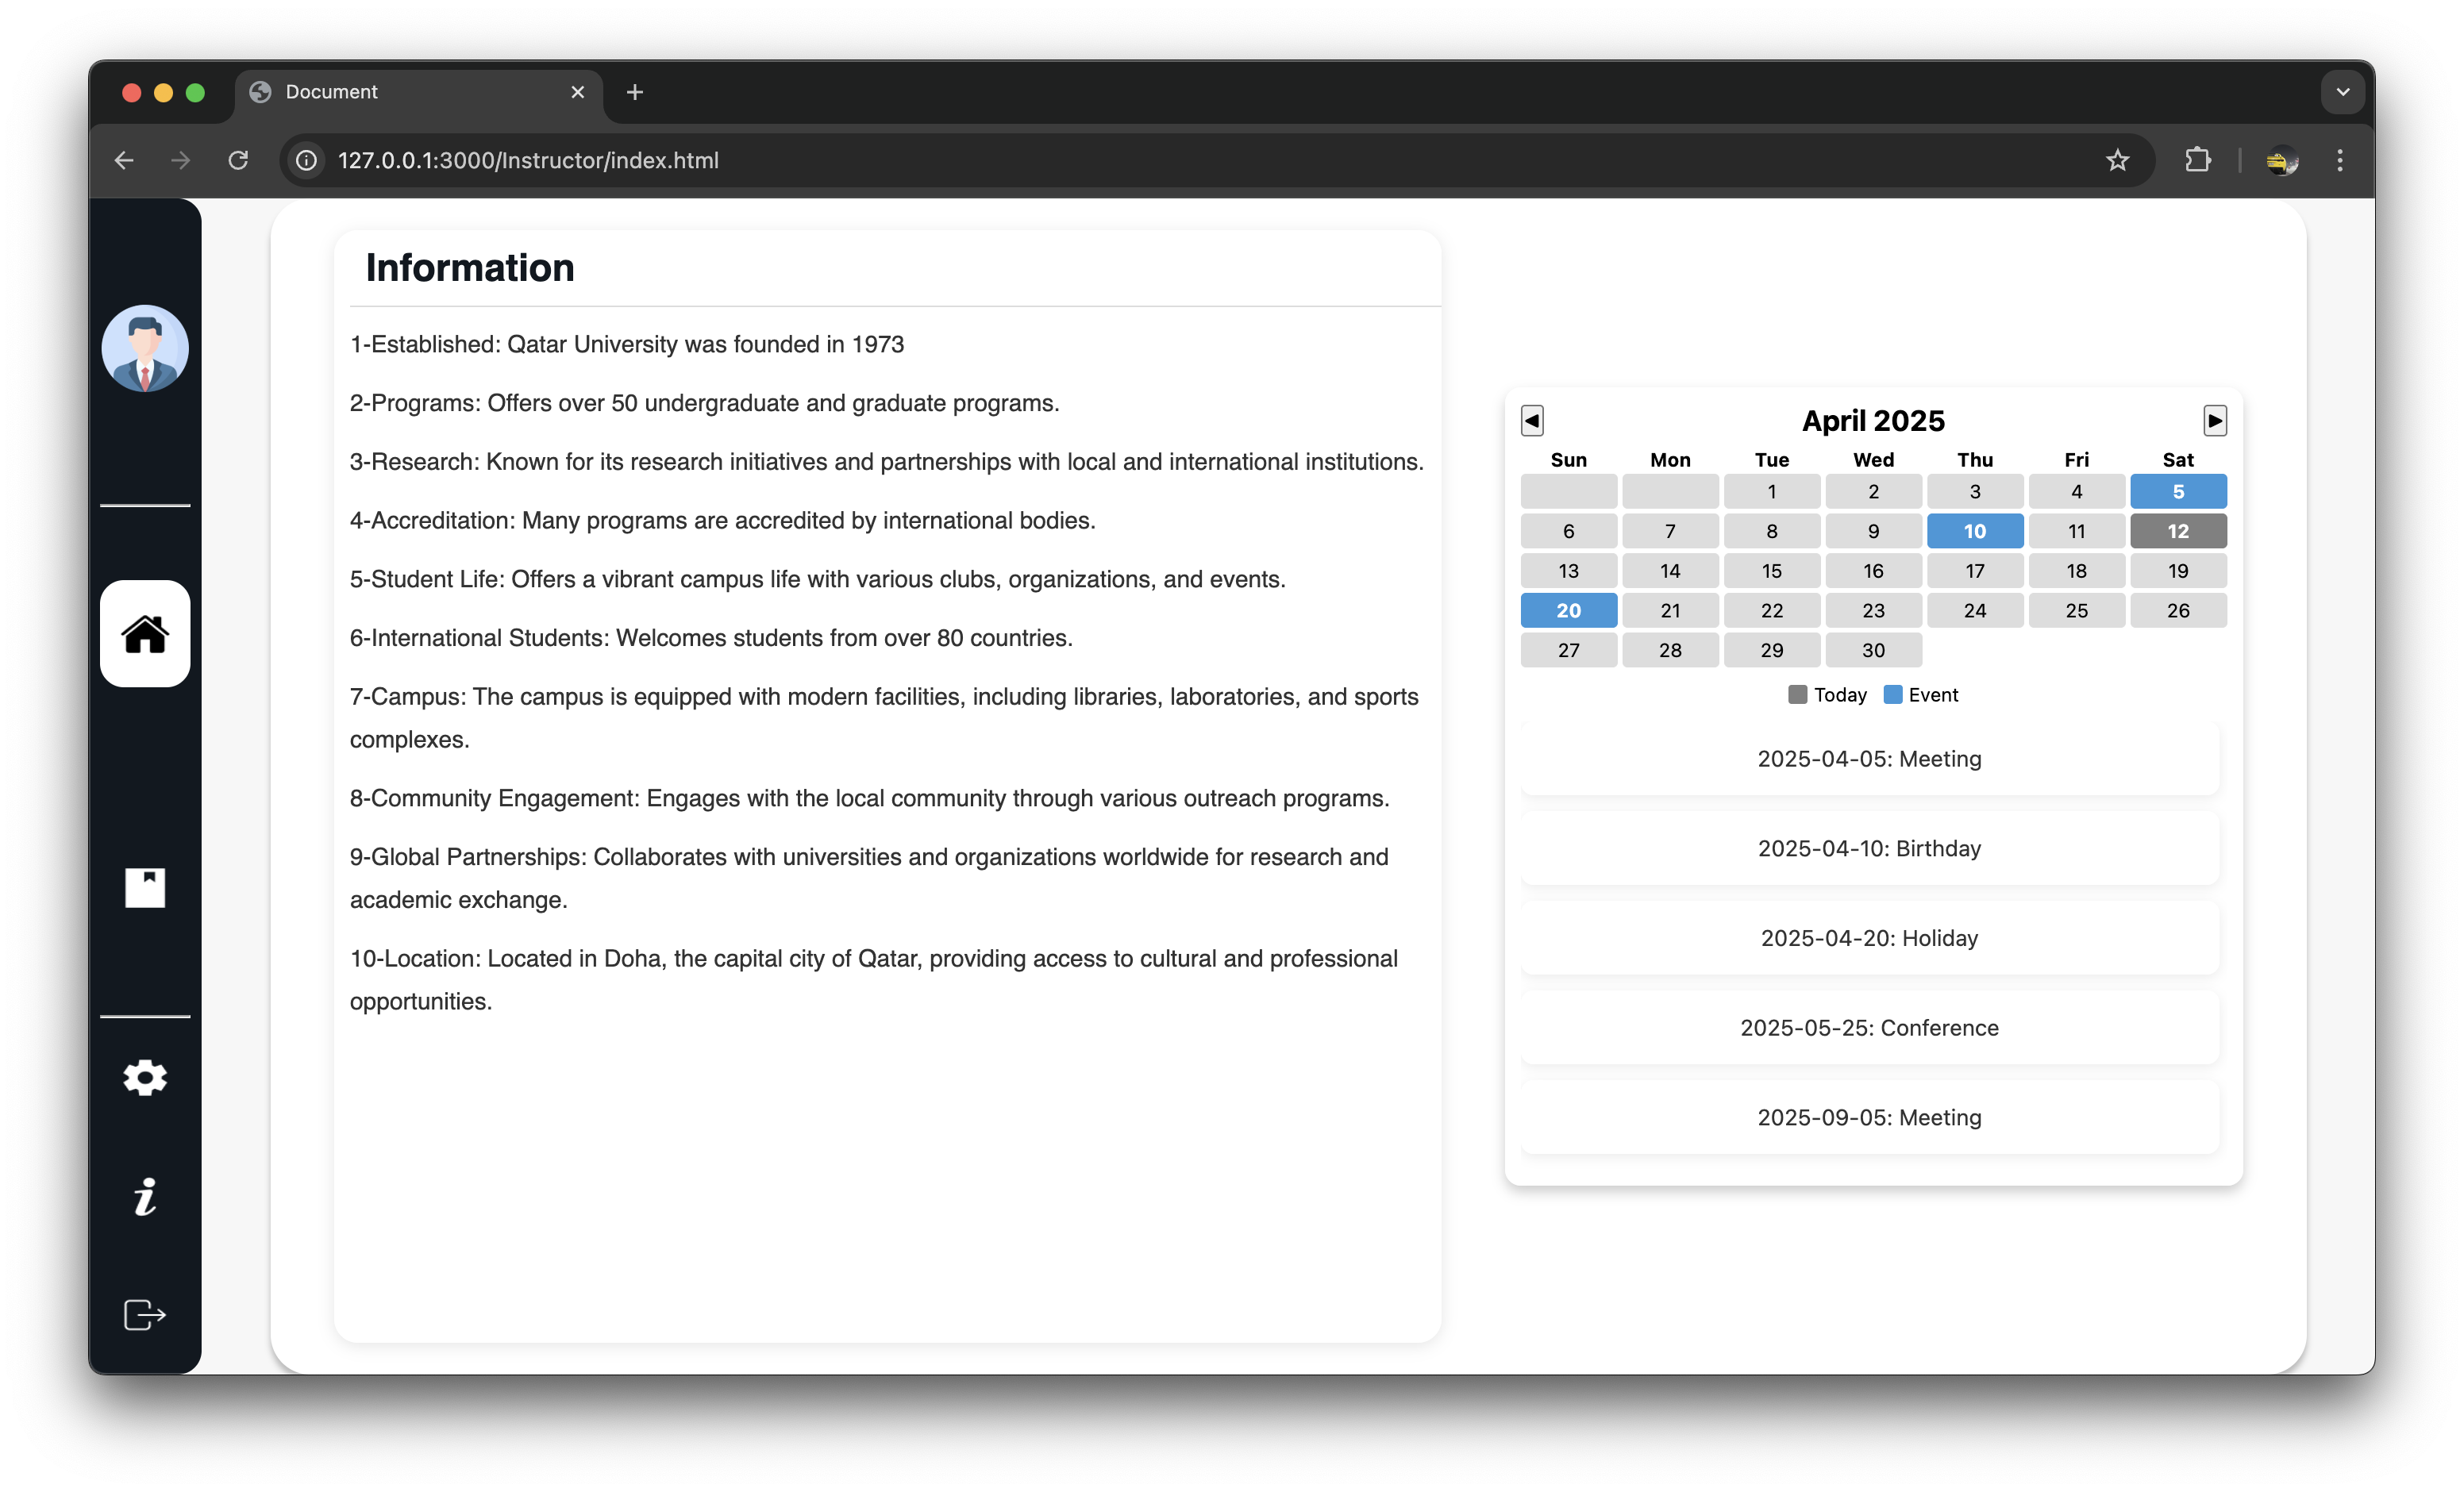 Document
127.0.0.1:3000/Instructor/index.html
Information
1-Established: Qatar University was founded in 1973
2-Programs: Offers over 50 undergraduate and graduate programs.
3-Research: Known for its research initiatives and partnerships with local and international institutions.
4-Accreditation: Many programs are accredited by international bodies.
5-Student Life: Offers a vibrant campus life with various clubs, organizations, and events.
6-International Students: Welcomes students from over 80 countries.
7-Campus: The campus is equipped with modern facilities, including libraries, laboratories, and sports
complexes.
8-Community Engagement: Engages with the local community through various outreach programs.
9-Global Partnerships: Collaborates with universities and organizations worldwide for research and
academic exchange.
10-Location: Located in Doha, the capital city of Qatar, providing access to cultural and professional
opportunities.
April 2025
Sun Mon Tue Wed Thu Fri Sat
1 2 3 4 5
6 7 8 9 10 11 12
13 14 15 16 17 18 19
20 21 22 23 24 25 26
27 28 29 30
Today Event
2025-04-05: Meeting
2025-04-10: Birthday
2025-04-20: Holiday
2025-05-25: Conference
2025-09-05: Meeting